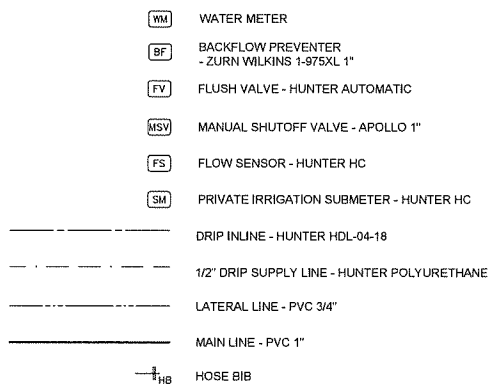 WM WATER METER
BF BACKFLOW PREVENTER
- ZURN WILKINS 1-975XL 1"
FV FLUSH VALVE - HUNTER AUTOMATIC
MSV MANUAL SHUTOFF VALVE - APOLLO 1"
FS FLOW SENSOR - HUNTER HC
SM PRIVATE IRRIGATION SUBMETER - HUNTER HC
DRIP INLINE - HUNTER HDL-04-18
1/2" DRIP SUPPLY LINE - HUNTER POLYURETHANE
LATERAL LINE - PVC 3/4"
MAIN LINE - PVC 1"
HB HOSE BIB